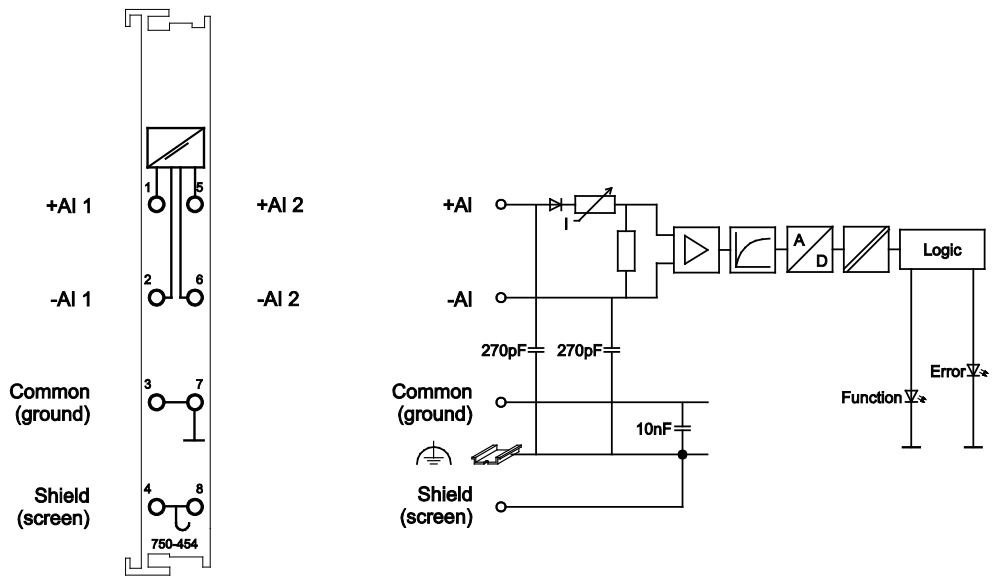 1 5
+AI 1 +AI 2
2 6
-AI 1 -AI 2
3 7
Common
(ground)
4 8
Shield
(screen)
750-454
+AI
I
A
D
Logic
-AI
270pF 270pF
Error
Function
Common
(ground)
10nF
Shield
(screen)